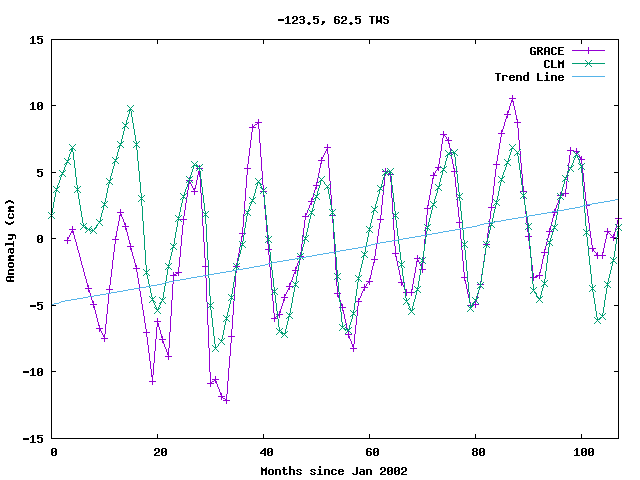 -123.5, 62.5 TWS
GRACE
CLM
Trend Line
15
10
5
0
-5
-10
-15
Anomaly (cm)
0 20 40 60 80 100
Months since Jan 2002